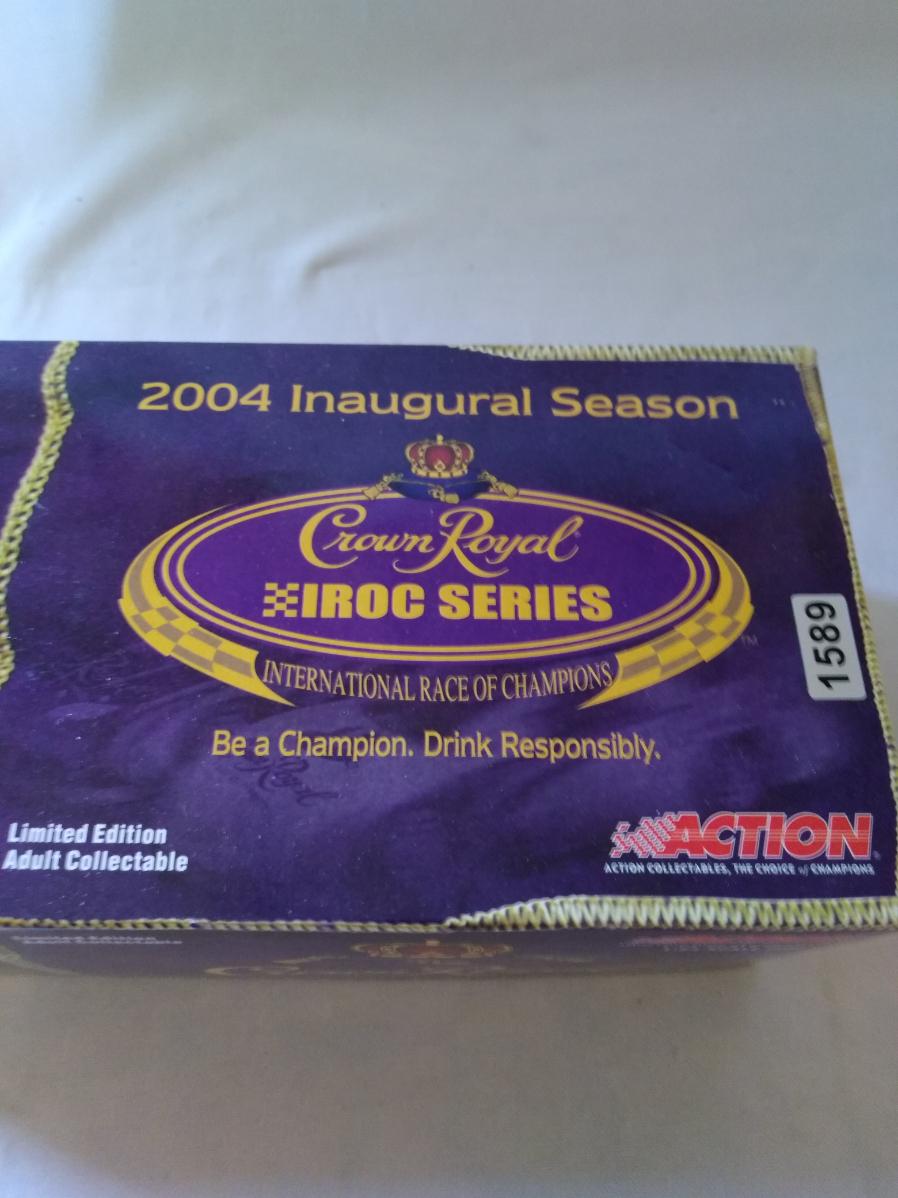 2004 Inaugural Season
Crown Royal
IROC SERIES
INTERNATIONAL RACE OF CHAMPIONS
TM
1589
Be a Champion. Drink Responsibly.
Limited Edition
Adult Collectable
ACTION®
ACTION COLLECTABLES, THE CHOICE of CHAMPIONS